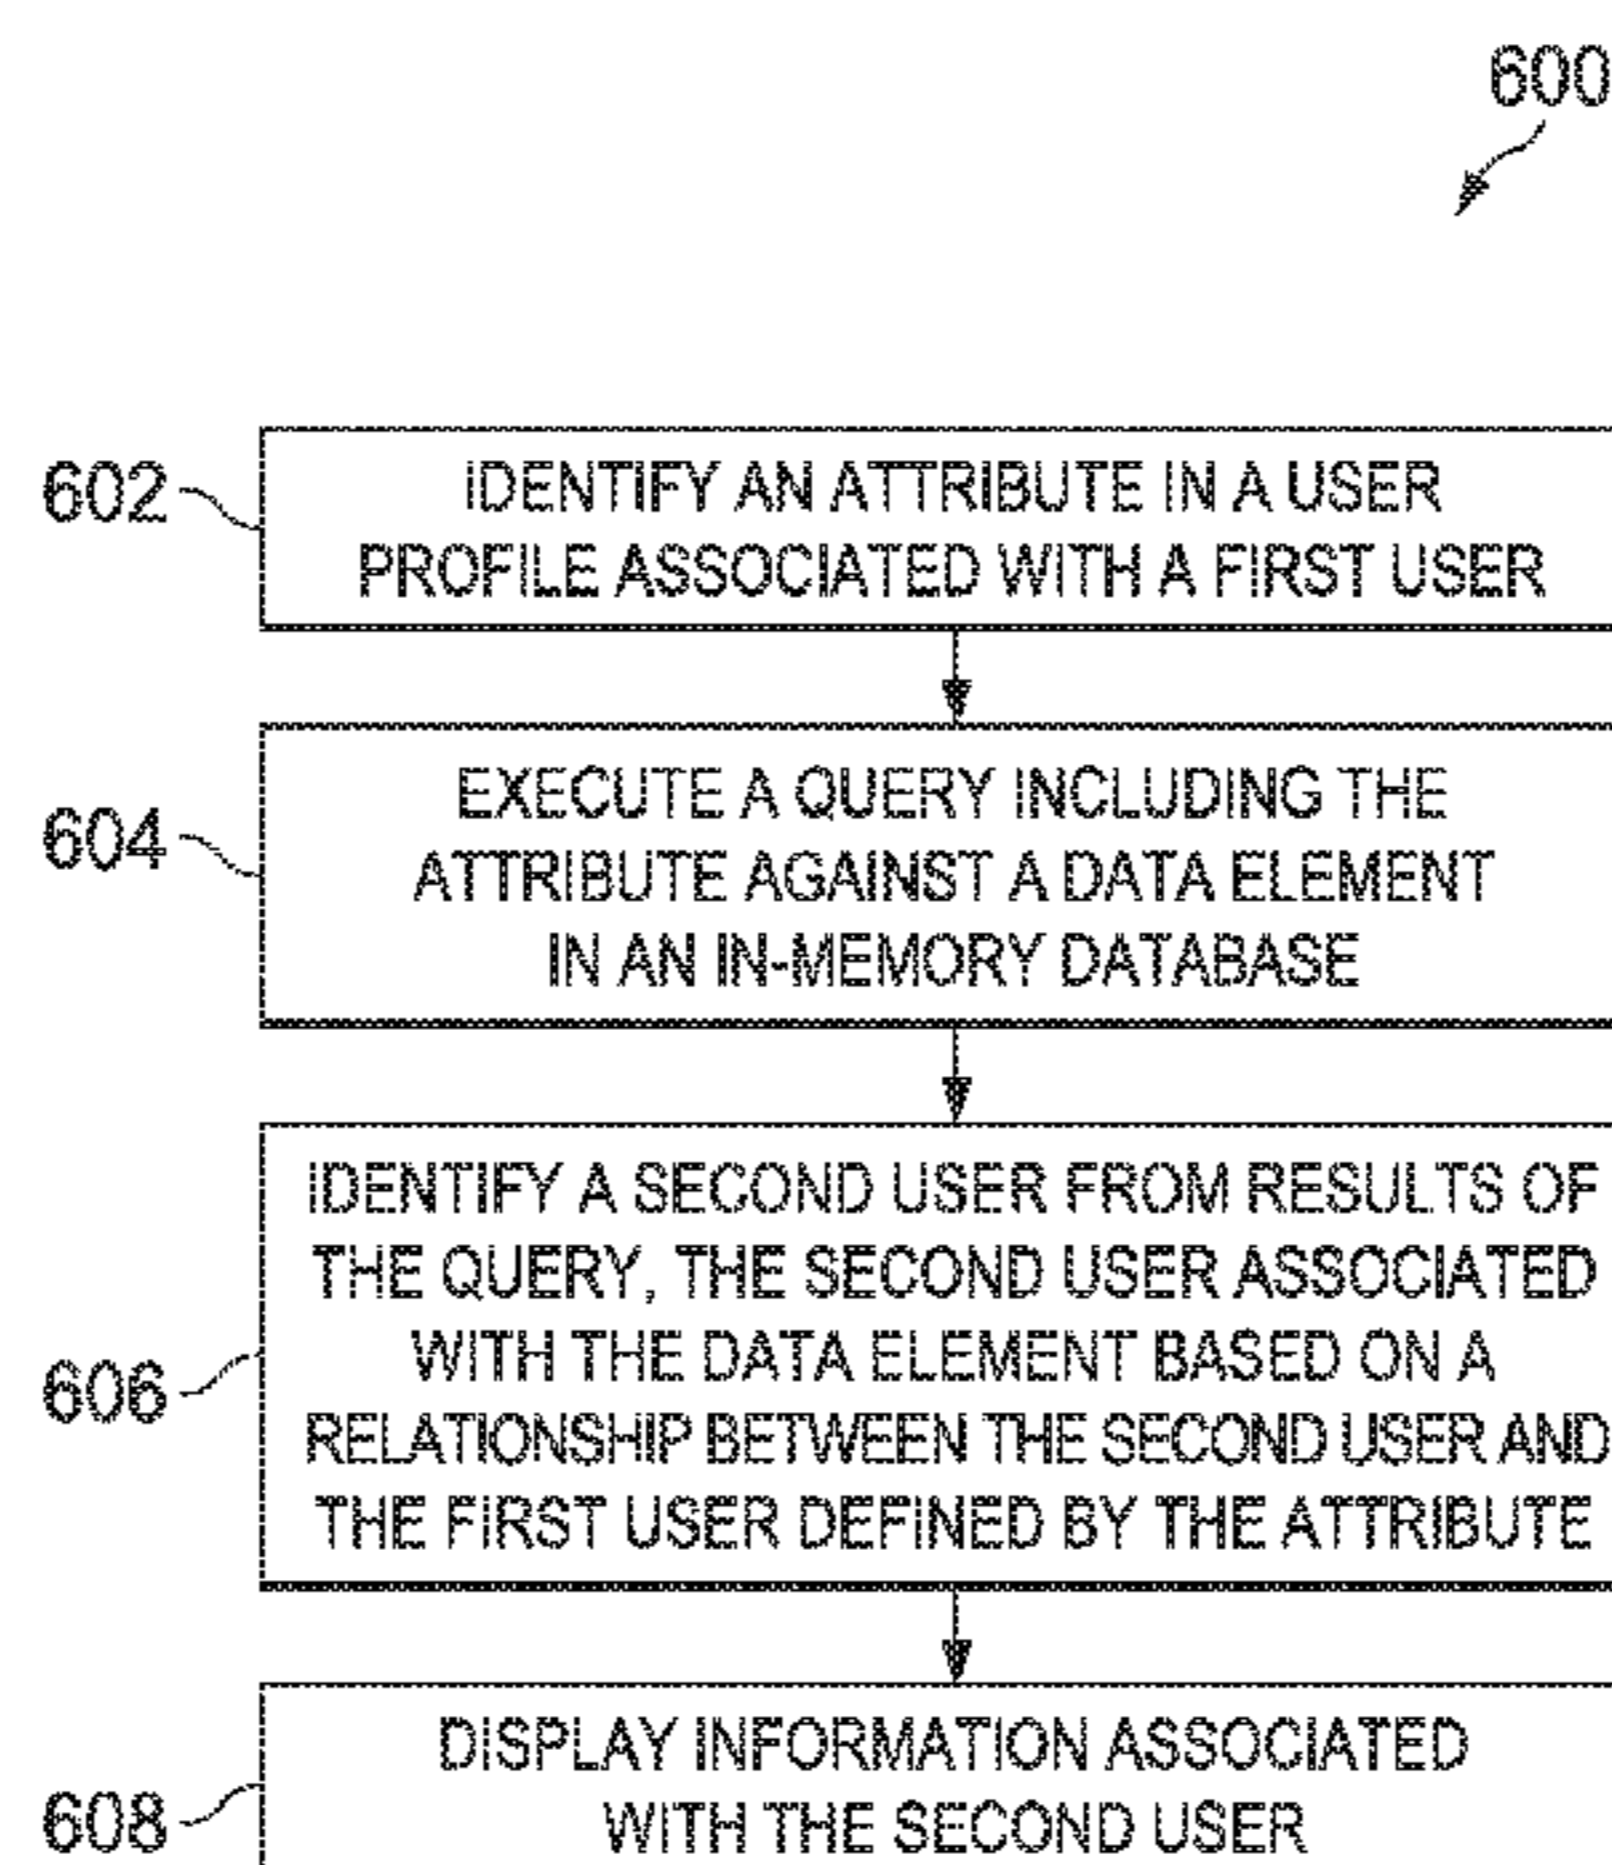 600
602
IDENTIFY AN ATTRIBUTE IN A USER
PROFILE ASSOCIATED WITH A FIRST USER
604
EXECUTE A QUERY INCLUDING THE
ATTRIBUTE AGAINST A DATA ELEMENT
IN AN IN-MEMORY DATABASE
606
IDENTIFY A SECOND USER FROM RESULTS OF
THE QUERY, THE SECOND USER ASSOCIATED
WITH THE DATA ELEMENT BASED ON A
RELATIONSHIP BETWEEN THE SECOND USER AND
THE FIRST USER DEFINED BY THE ATTRIBUTE
608
DISPLAY INFORMATION ASSOCIATED
WITH THE SECOND USER